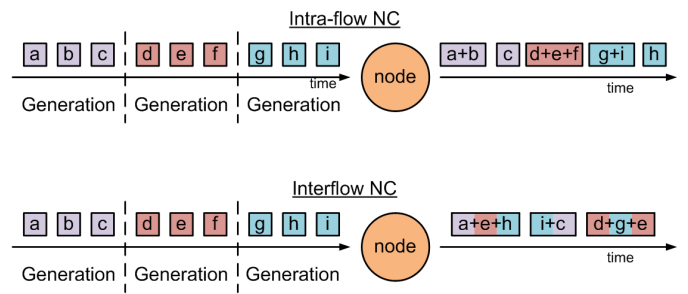 Intra-flow NC
a b c d e f g h i node a+b c d+e+f g+i h
time time
Generation Generation Generation
Interflow NC
a b c d e f g h i node a+e+h i+c d+g+e
time
Generation Generation Generation